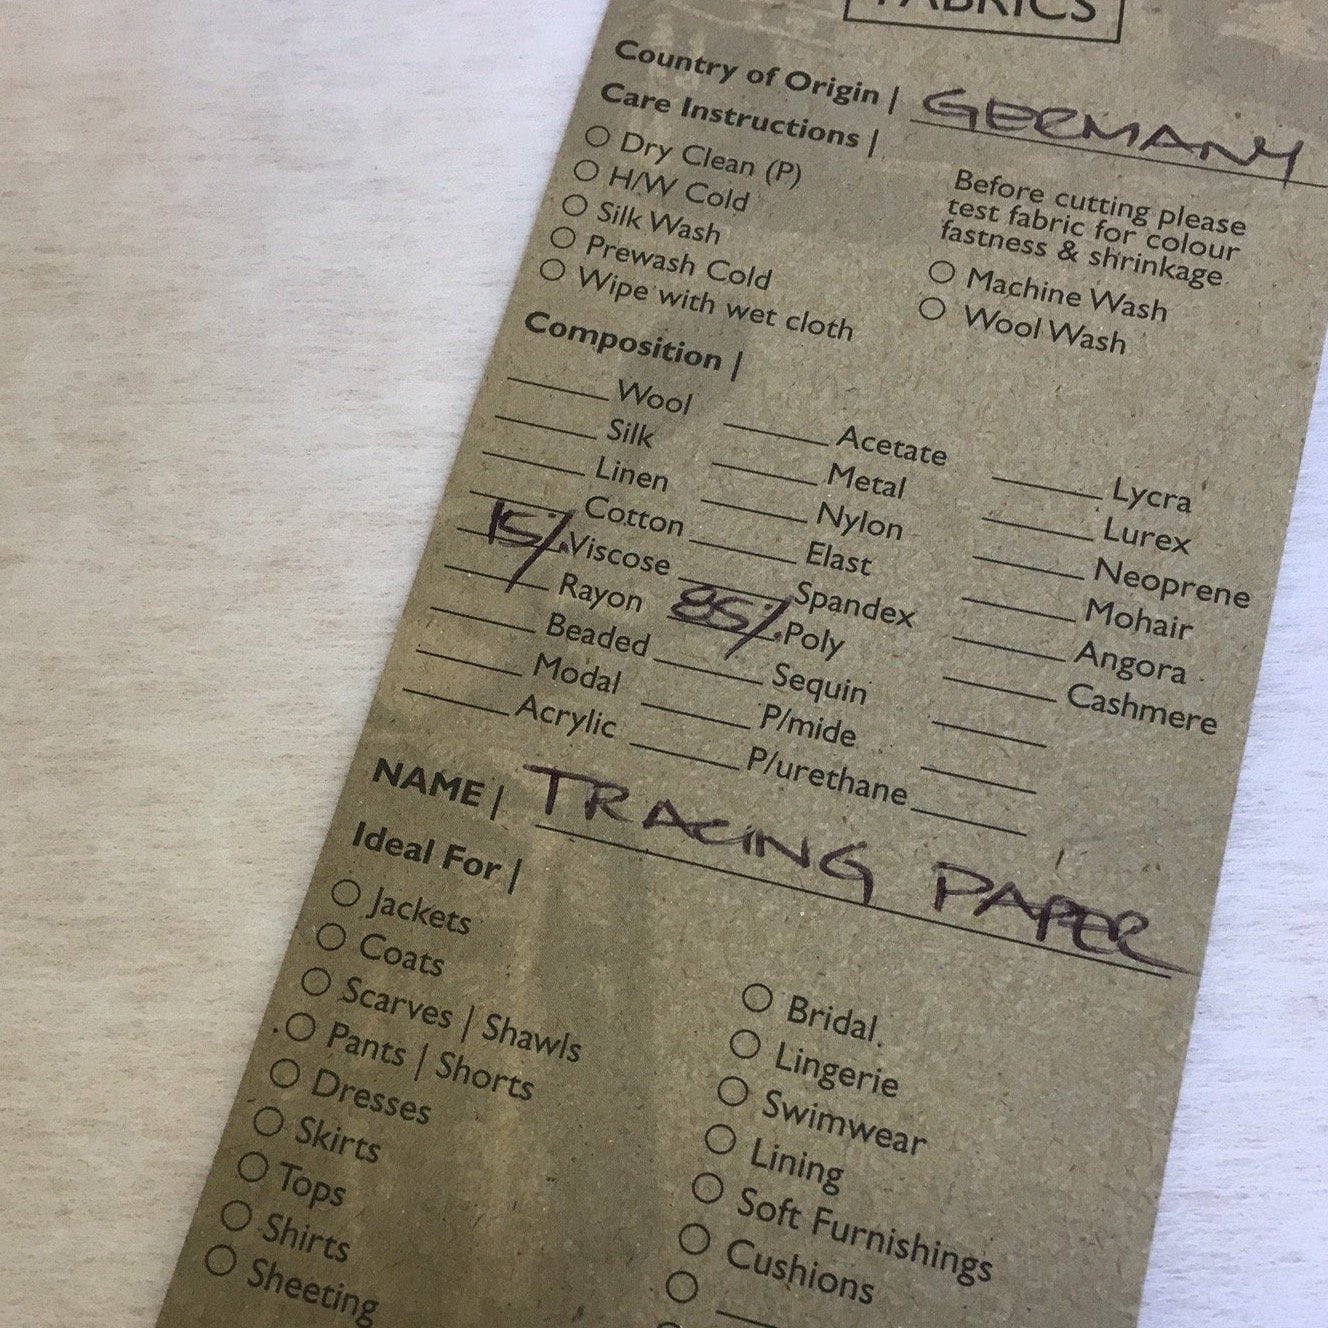 FABRICS
Country of Origin | GERMANY
Care Instructions |
Dry Clean (P)
H/W Cold
Silk Wash
Prewash Cold
Wipe with wet cloth
Before cutting please
test fabric for colour
fastness & shrinkage
Machine Wash
Wool Wash
Composition |
Wool
Silk
Linen
Cotton
15% Viscose
Rayon
Beaded
Modal
Acrylic
Acetate
Metal
Nylon
Elast
Spandex
85% Poly
Sequin
P/mide
P/urethane
Lycra
Lurex
Neoprene
Mohair
Angora
Cashmere
NAME | TRACING PAPER
Ideal For |
Jackets
Coats
Scarves | Shawls
Pants | Shorts
Dresses
Skirts
Tops
Shirts
Sheeting
Bridal
Lingerie
Swimwear
Lining
Soft Furnishings
Cushions